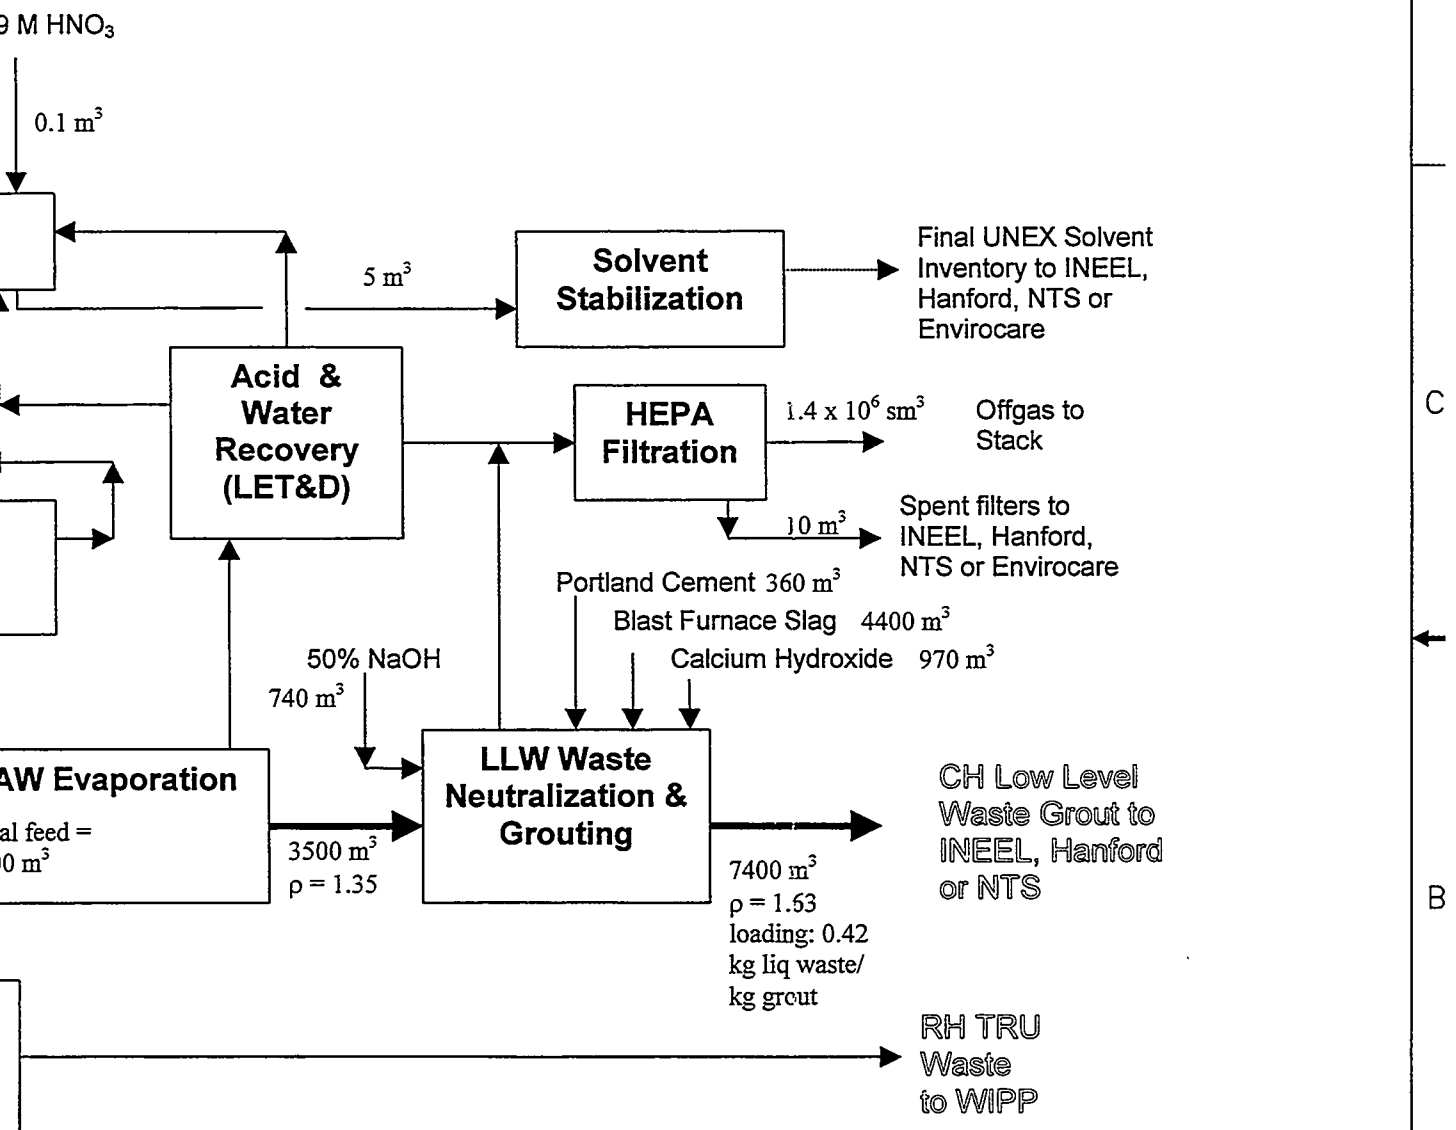 9 M HNO₃
0.1 m³
5 m³
Solvent
Stabilization
Final UNEX Solvent
Inventory to INEEL,
Hanford, NTS or
Envirocare
Acid &
Water
Recovery
(LET&D)
HEPA
Filtration
1.4 x 10⁶ sm³
Offgas to
Stack
C
10 m³
Spent filters to
INEEL, Hanford,
NTS or Envirocare
Portland Cement 360 m³
Blast Furnace Slag 4400 m³
Calcium Hydroxide 970 m³
50% NaOH
740 m³
AW Evaporation
al feed =
0 m³
3500 m³
ρ = 1.35
LLW Waste
Neutralization &
Grouting
7400 m³
ρ = 1.63
loading: 0.42
kg liq waste/
kg grout
CH Low Level
Waste Grout to
INEEL, Hanford
or NTS
B
RH TRU
Waste
to WIPP